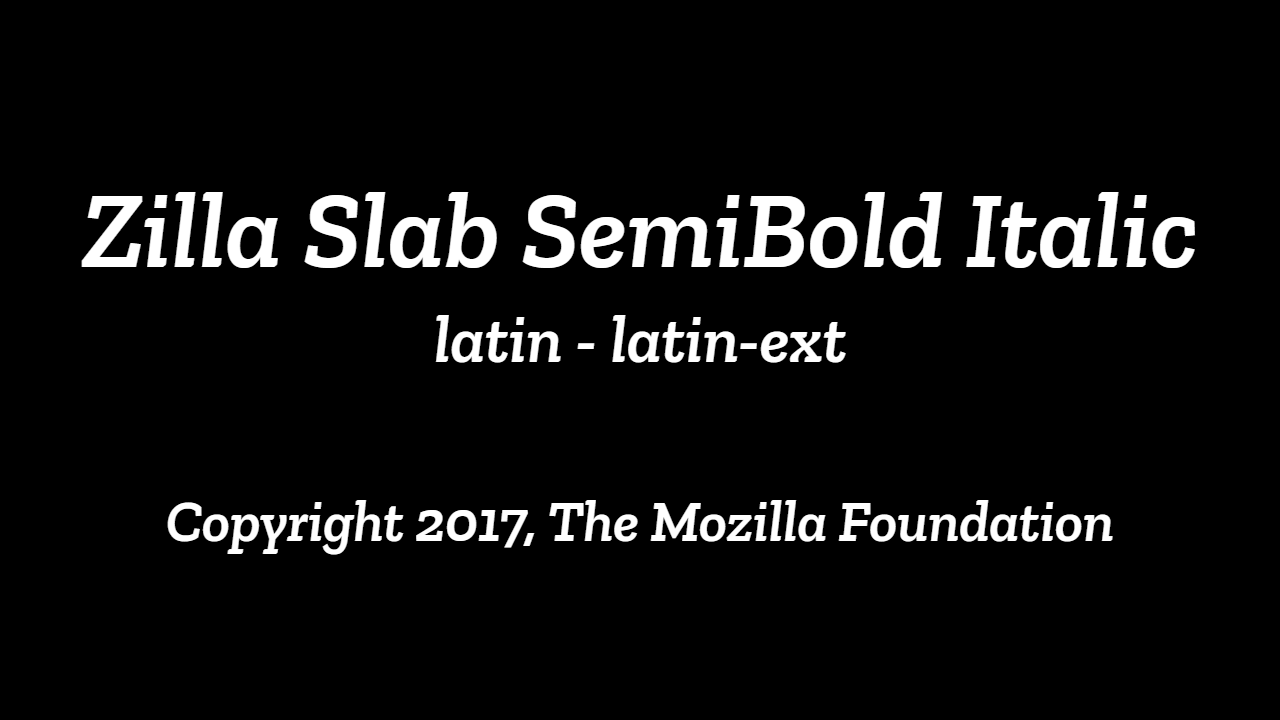 Zilla Slab SemiBold Italic
latin - latin-ext
Copyright 2017, The Mozilla Foundation